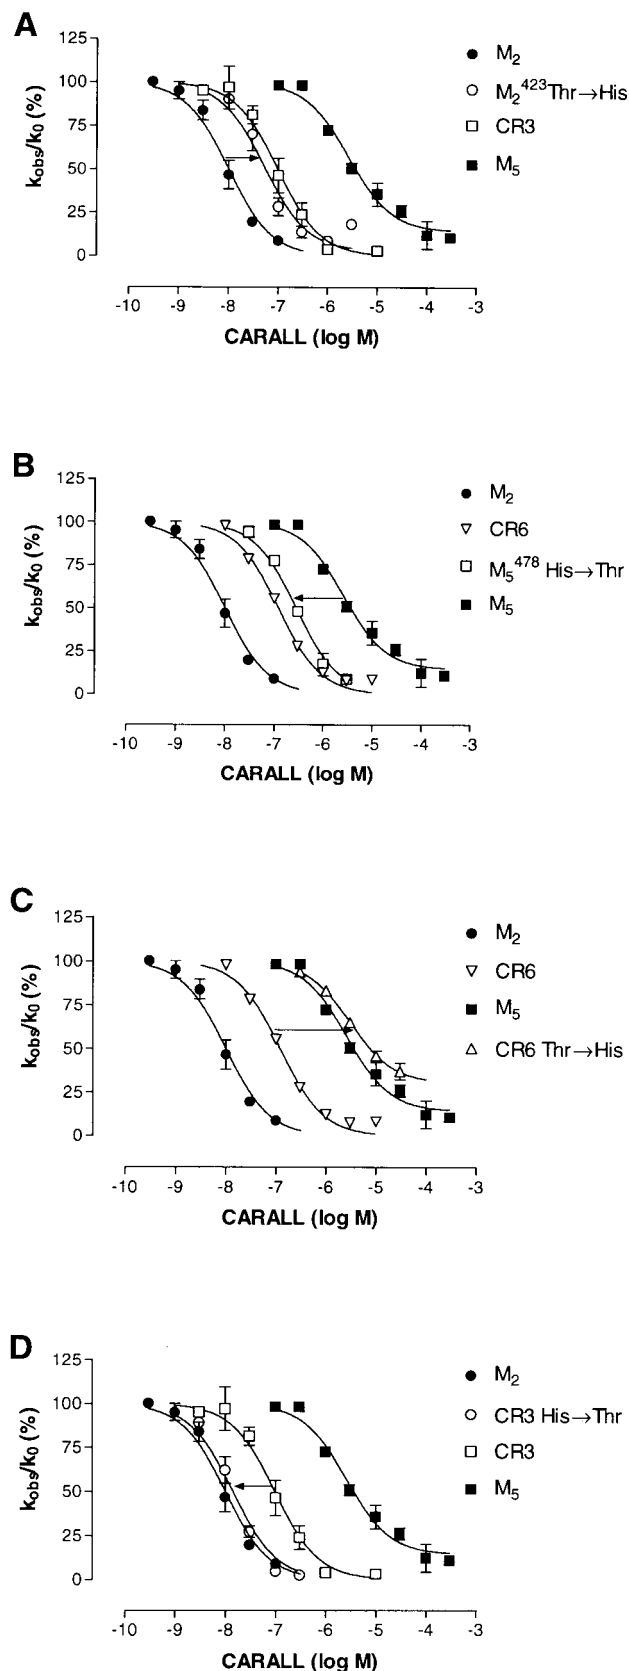 A
125
100
75
50
25
0
kobs/k0 (%)
-10 -9 -8 -7 -6 -5 -4 -3
CARALL (log M)
M2
M2423Thr→His
CR3
M5
B
125
100
75
50
25
0
kobs/k0 (%)
-10 -9 -8 -7 -6 -5 -4 -3
CARALL (log M)
M2
CR6
M5478 His→Thr
M5
C
125
100
75
50
25
0
kobs/k0 (%)
-10 -9 -8 -7 -6 -5 -4 -3
CARALL (log M)
M2
CR6
M5
CR6 Thr→His
D
125
100
75
50
25
0
kobs/k0 (%)
-10 -9 -8 -7 -6 -5 -4 -3
CARALL (log M)
M2
CR3 His→Thr
CR3
M5